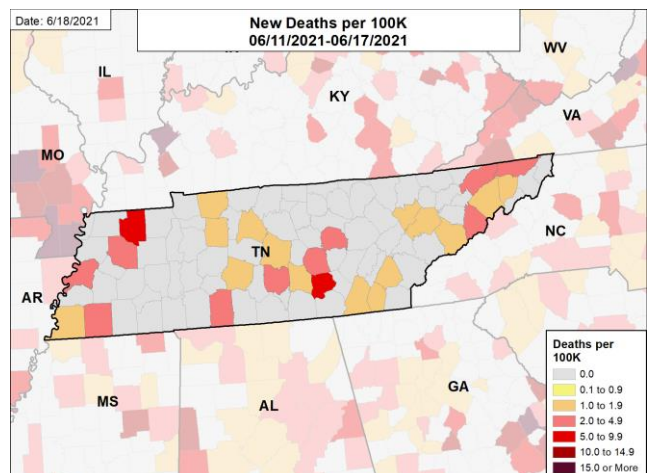 Date: 6/18/2021
New Deaths per 100K
06/11/2021-06/17/2021
WV
IL
KY
VA
MO
TN
NC
AR
MS
AL
GA
Deaths per
100K
0.0
0.1 to 0.9
1.0 to 1.9
2.0 to 4.9
5.0 to 9.9
10.0 to 14.9
15.0 or More